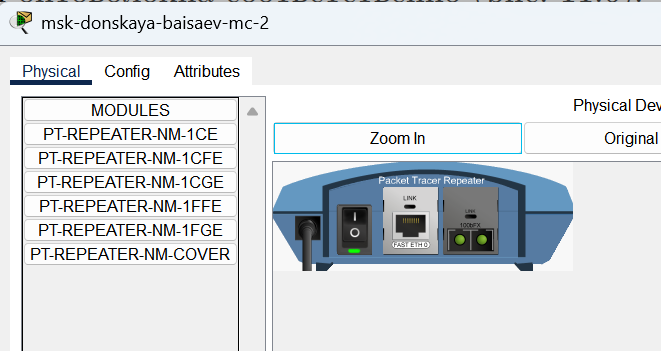 msk-donskaya-baisaev-mc-2
Physical Config Attributes
MODULES
PT-REPEATER-NM-1CE
PT-REPEATER-NM-1CFE
PT-REPEATER-NM-1CGE
PT-REPEATER-NM-1FFE
PT-REPEATER-NM-1FGE
PT-REPEATER-NM-COVER
Physical Dev
Zoom In Original
Packet Tracer Repeater
LINK LINK
100bFX
FAST ETH 0